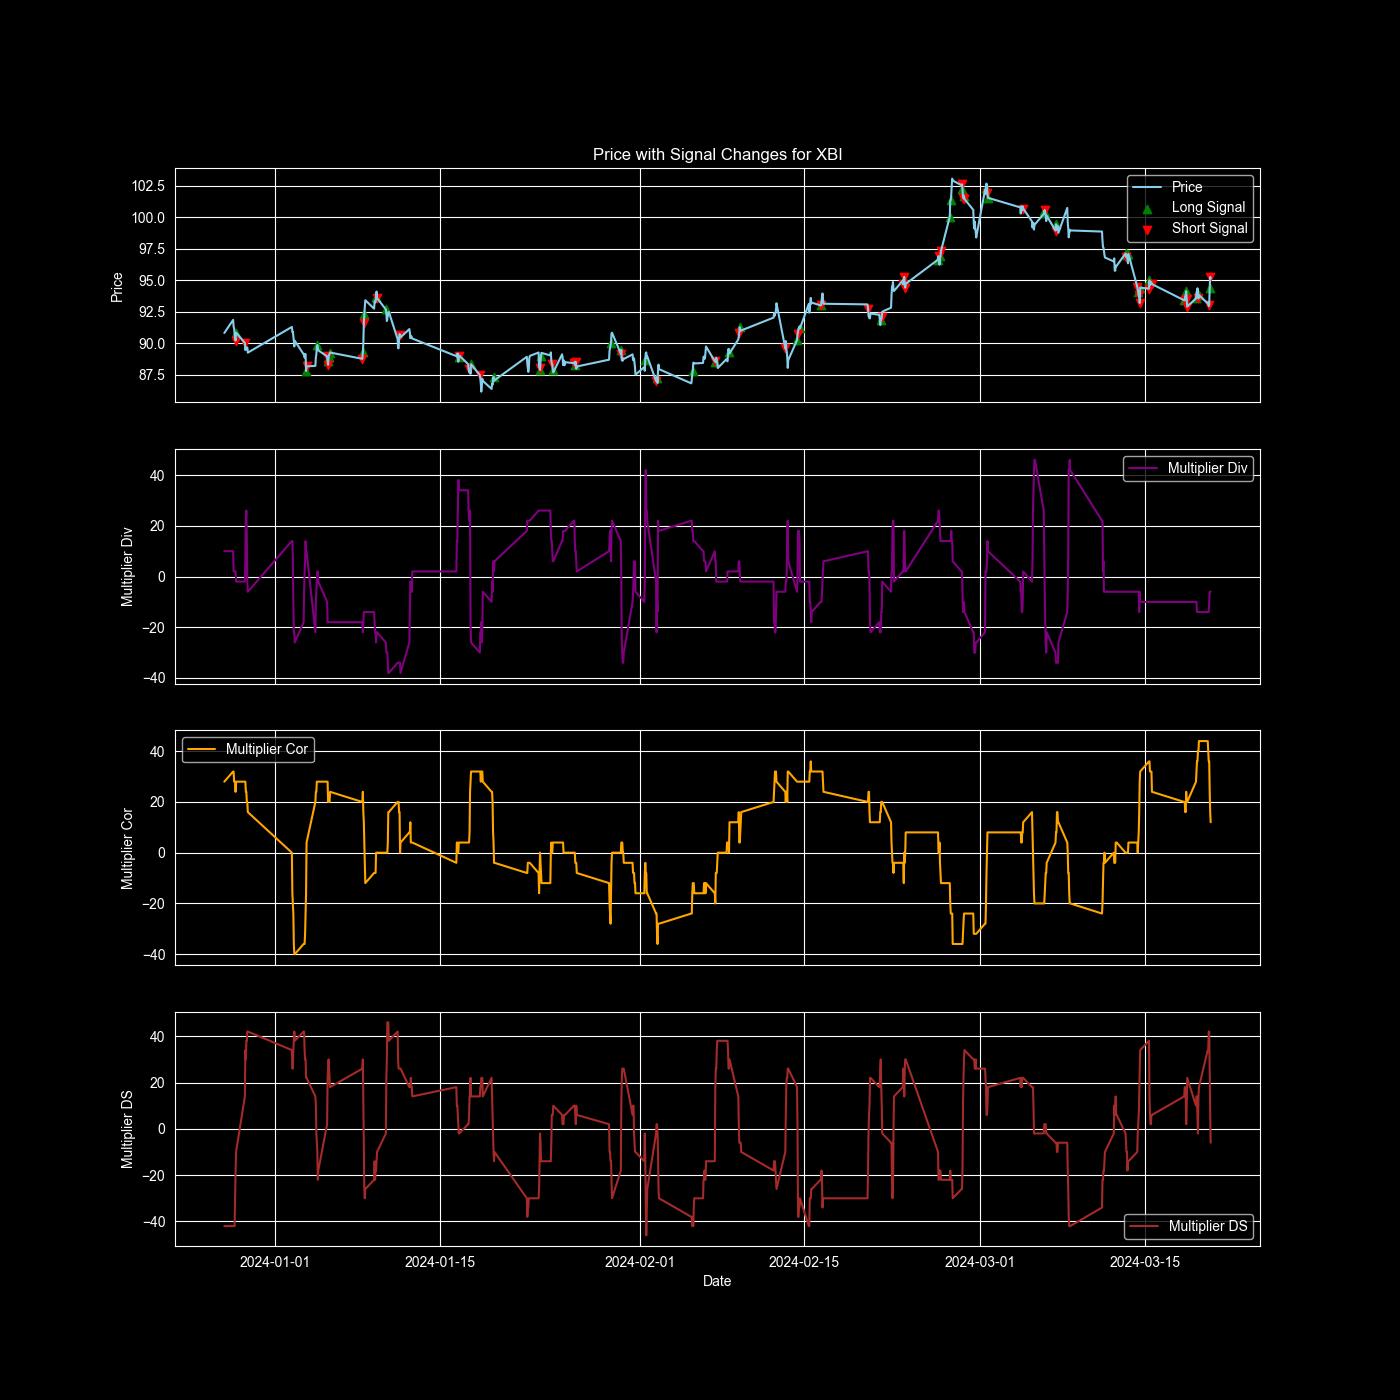 Price with Signal Changes for XBI
102.5
100.0
97.5
95.0
92.5
90.0
87.5
Price
Price
Long Signal
Short Signal
40
20
0
−20
−40
Multiplier Div
Multiplier Div
40
20
0
−20
−40
Multiplier Cor
Multiplier Cor
40
20
0
−20
−40
Multiplier DS
Multiplier DS
2024-01-01 2024-01-15 2024-02-01 2024-02-15 2024-03-01 2024-03-15
Date